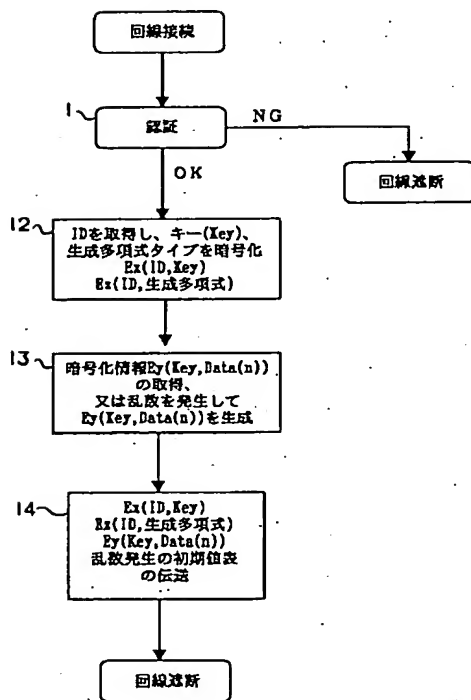 回線接続
1
認証
NG
OK
回線遮断
12
IDを取得し、キー(Key)、
生成多項式タイプを暗号化
Ex(ID,Key)
Ex(ID,生成多項式)
13
暗号化情報Ey(Key,Data(n))
の取得、
又は乱数を発生して
Ey(Key,Data(n))を生成
14
Ex(ID,Key)
Ex(ID,生成多項式)
Ey(Key,Data(n))
乱数発生の初期値表
の伝送
回線遮断